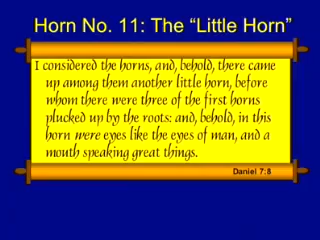 Horn No. 11: The “Little Horn”
I considered the horns, and, behold, there came
up among them another little horn, before
whom there were three of the first horns
plucked up by the roots: and, behold, in this
horn were eyes like the eyes of man, and a
mouth speaking great things.
Daniel 7:8